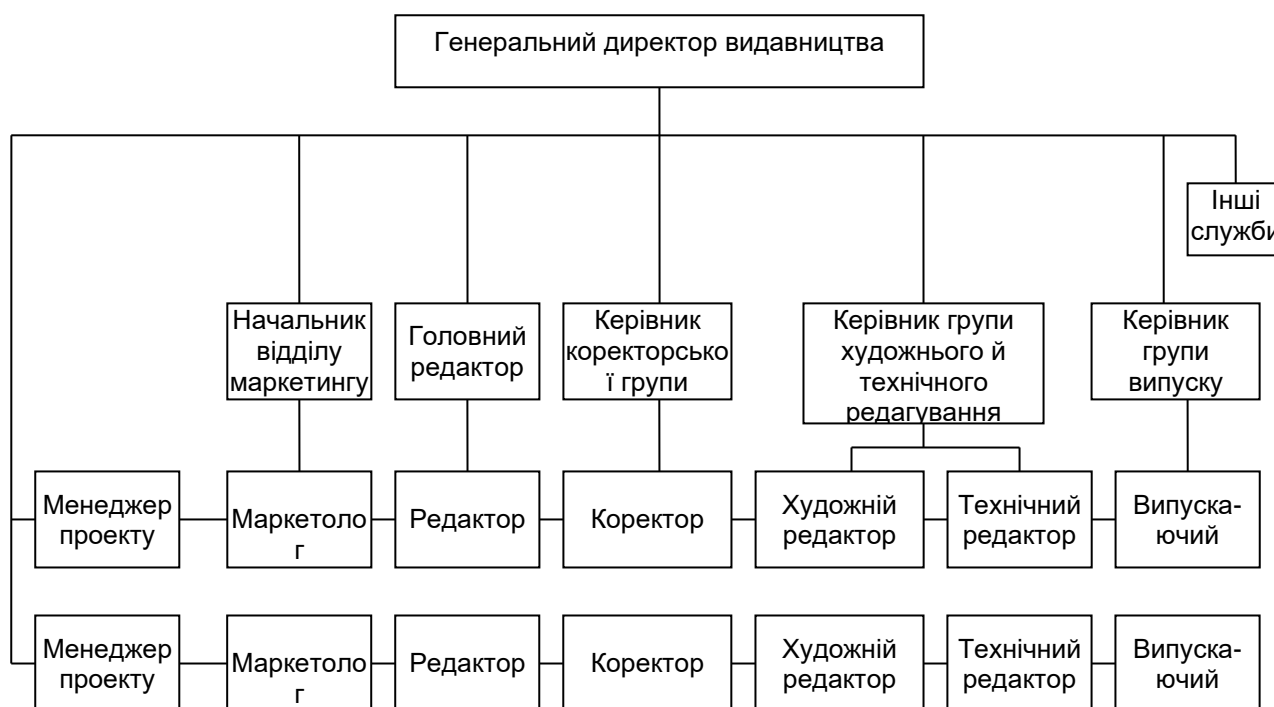 Генеральний директор видавництва
Інші
служби
Начальник
відділу
маркетингу
Головний
редактор
Керівник
коректорсько
ї групи
Керівник групи
художнього й
технічного
редагування
Керівник
групи
випуску
Менеджер
проекту
Маркетоло
г
Редактор
Коректор
Художній
редактор
Технічний
редактор
Випуска-
ючий
Менеджер
проекту
Маркетоло
г
Редактор
Коректор
Художній
редактор
Технічний
редактор
Випуска-
ючий